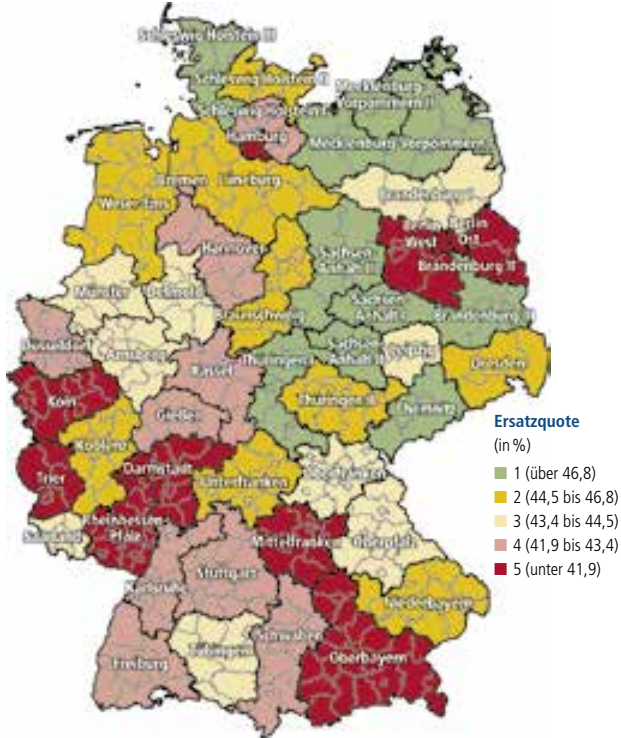 Schleswig Holstein III
Schleswig Holstein II
Mecklenburg
Vorpommern II
Schleswig Holstein I
Hamburg
Mecklenburg Vorpommern I
Bremen
Lüneburg
Brandenburg I
Weser-Ems
Berlin
West
Berlin
Ost
Hannover
Sachsen
Brandenburg II
Münster
Detmold
Sachsen
Anhalt I
Braunschweig
Brandenburg III
Düsseldorf
Arnsberg
Kassel
Thüringen I
Sachsen
Anhalt II
Leipzig
Dresden
Köln
Gießen
Thüringen II
Chemnitz
Koblenz
Trier
Darmstadt
Unterfranken
Oberfranken
Saarland
Rheinhessen-
Pfalz
Mittelfranken
Oberpfalz
Karlsruhe
Stuttgart
Niederbayern
Freiburg
Tübingen
Schwaben
Oberbayern
Ersatzquote
(in %)
1 (über 46,8)
2 (44,5 bis 46,8)
3 (43,4 bis 44,5)
4 (41,9 bis 43,4)
5 (unter 41,9)